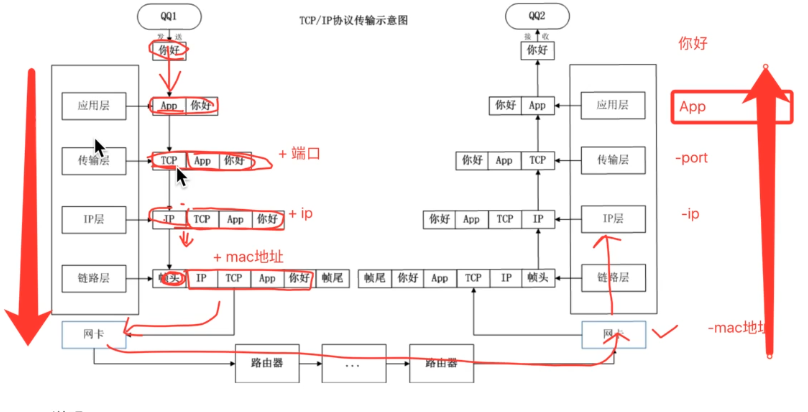 QQ1
TCP/IP协议传输示意图
QQ2
发 送
接 收
你好
你好
你好
应用层
App 你好
你好 App
应用层
App
传输层
TCP App 你好
+ 端口
你好 App TCP
传输层
-port
IP层
IP TCP App 你好
+ ip
你好 App TCP IP
IP层
-ip
+ mac地址
链路层
帧头 IP TCP App 你好 帧尾
帧尾 你好 App TCP IP 帧头
链路层
网卡
网卡
-mac地址
路由器
...
路由器